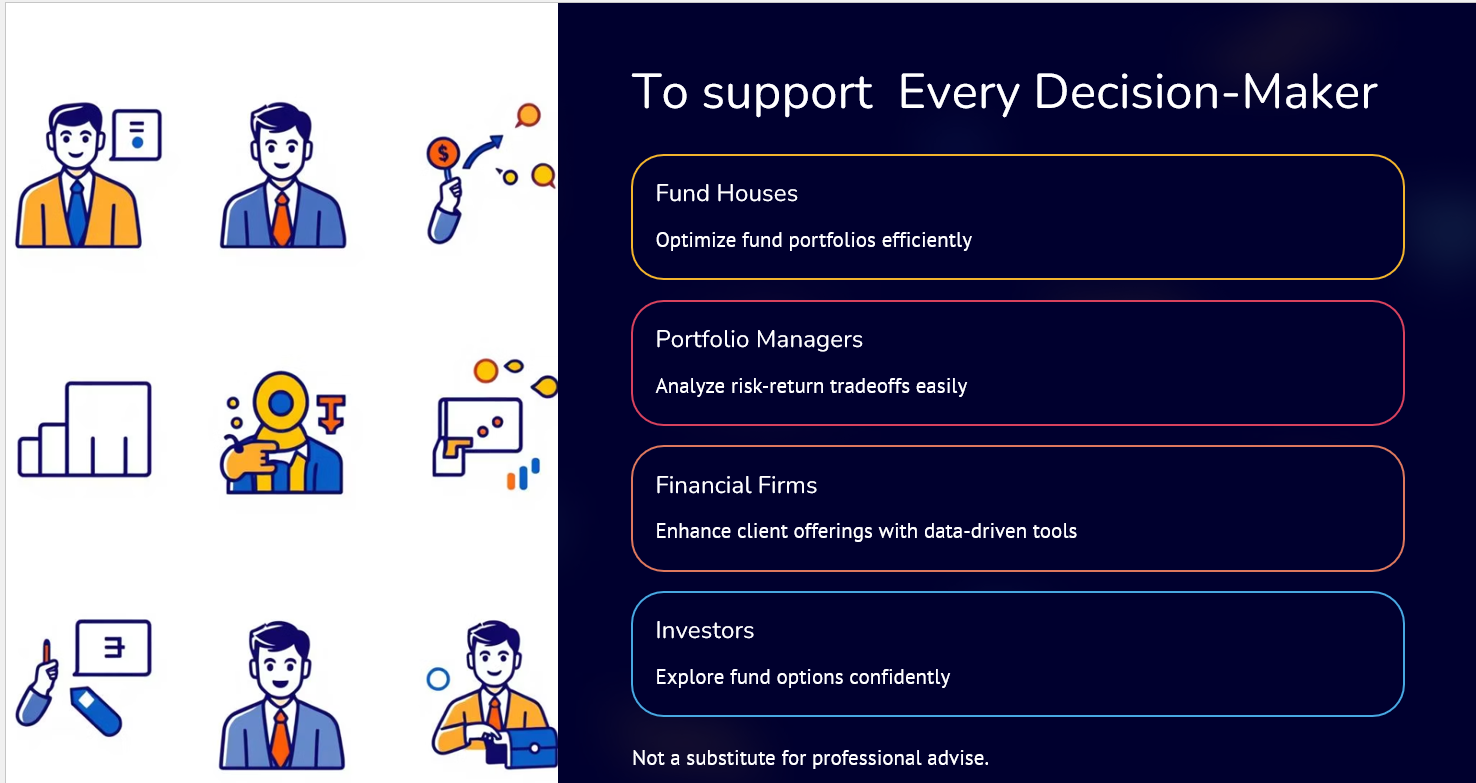 To support  Every Decision-Maker
Fund Houses
Optimize fund portfolios efficiently
Portfolio Managers
Analyze risk-return tradeoffs easily
Financial Firms
Enhance client offerings with data-driven tools
Investors
Explore fund options confidently
Not a substitute for professional advise.